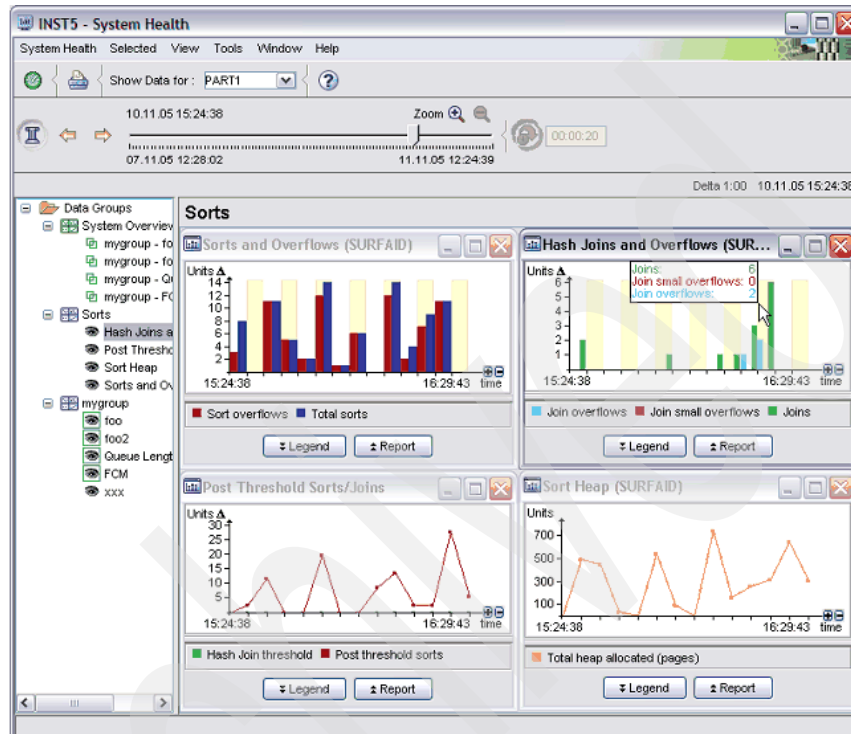 INST5 - System Health
System Health Selected View Tools Window Help
Show Data for : PART1
10.11.05 15:24:38 Zoom
00:00:20
07.11.05 12:28:02 11.11.05 12:24:39
Delta 1:00 10.11.05 15:24:38
Data Groups
System Overview
mygroup - fo
mygroup - fo
mygroup - Qu
mygroup - FC
Sorts
Hash Joins a
Post Thresho
Sort Heap
Sorts and Ov
mygroup
foo
foo2
Queue Lengt
FCM
xxx
Sorts
Sorts and Overflows (SURFAID)
Units Δ
14
12
10
8
6
4
2
15:24:38 16:29:43 time
Sort overflows Total sorts
Legend Report
Hash Joins and Overflows (SUR...
Units Δ
Joins: 6
Join small overflows: 0
Join overflows: 2
6
5
4
3
2
1
15:24:38 16:29:43 time
Join overflows Join small overflows Joins
Legend Report
Post Threshold Sorts/Joins
Units Δ
30
25
20
15
10
5
15:24:38 16:29:43 time
Hash Join threshold Post threshold sorts
Legend Report
Sort Heap (SURFAID)
Units
700
500
300
100
15:24:38 16:29:43 time
Total heap allocated (pages)
Legend Report